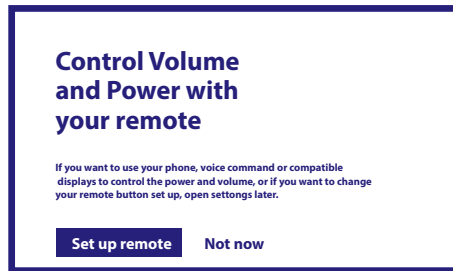 Control Volume
and Power with
your remote
If you want to use your phone, voice command or compatible
displays to control the power and volume, or if you want to change
your remote button set up, open settongs later.
Set up remote Not now